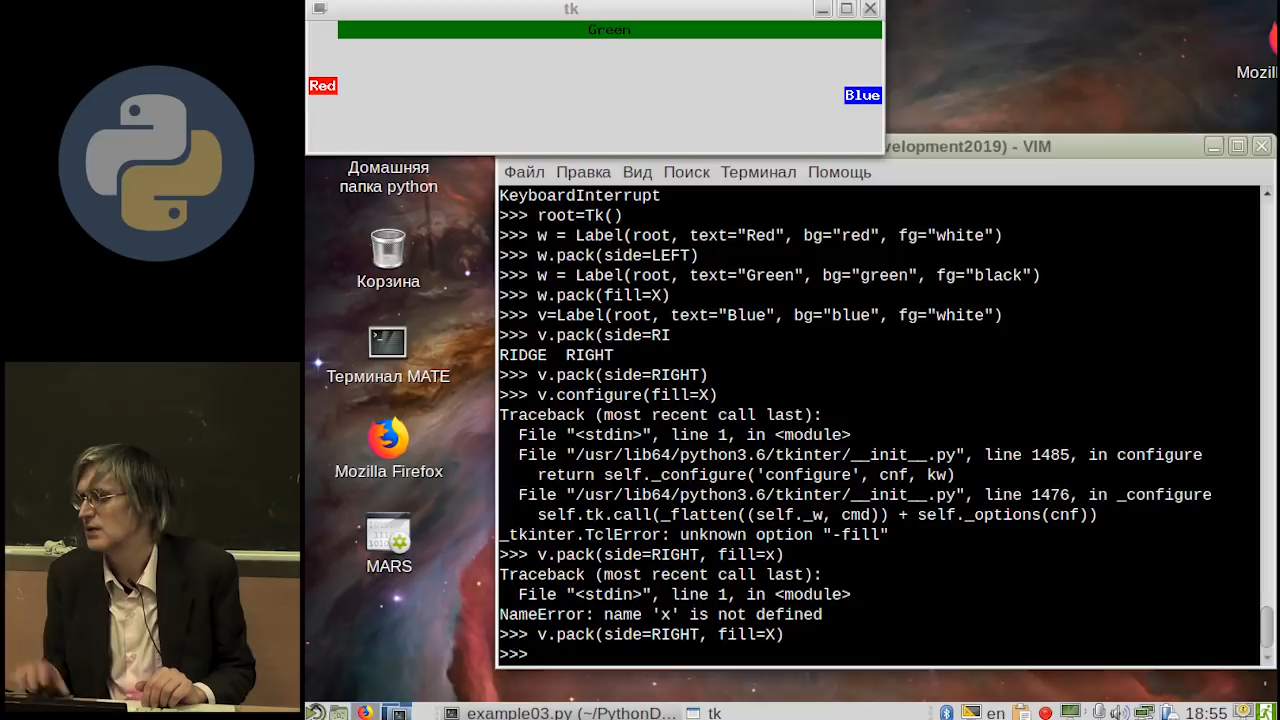 tk
Green
Red
Blue
Mozil
velopment2019) - VIM
Домашняя
папка python
Корзина
Терминал MATE
Mozilla Firefox
MARS
Файл Правка Вид Поиск Терминал Помощь
KeyboardInterrupt
>>> root=Tk()
>>> w = Label(root, text="Red", bg="red", fg="white")
>>> w.pack(side=LEFT)
>>> w = Label(root, text="Green", bg="green", fg="black")
>>> w.pack(fill=X)
>>> v=Label(root, text="Blue", bg="blue", fg="white")
>>> v.pack(side=RI
RIDGE RIGHT
>>> v.pack(side=RIGHT)
>>> v.configure(fill=X)
Traceback (most recent call last):
File "<stdin>", line 1, in <module>
File "/usr/lib64/python3.6/tkinter/__init__.py", line 1485, in configure
return self._configure('configure', cnf, kw)
File "/usr/lib64/python3.6/tkinter/__init__.py", line 1476, in _configure
self.tk.call(_flatten((self._w, cmd)) + self._options(cnf))
_tkinter.TclError: unknown option "-fill"
>>> v.pack(side=RIGHT, fill=x)
Traceback (most recent call last):
File "<stdin>", line 1, in <module>
NameError: name 'x' is not defined
>>> v.pack(side=RIGHT, fill=X)
>>>
example03.py (~/PythonD...
tk
en
18:55